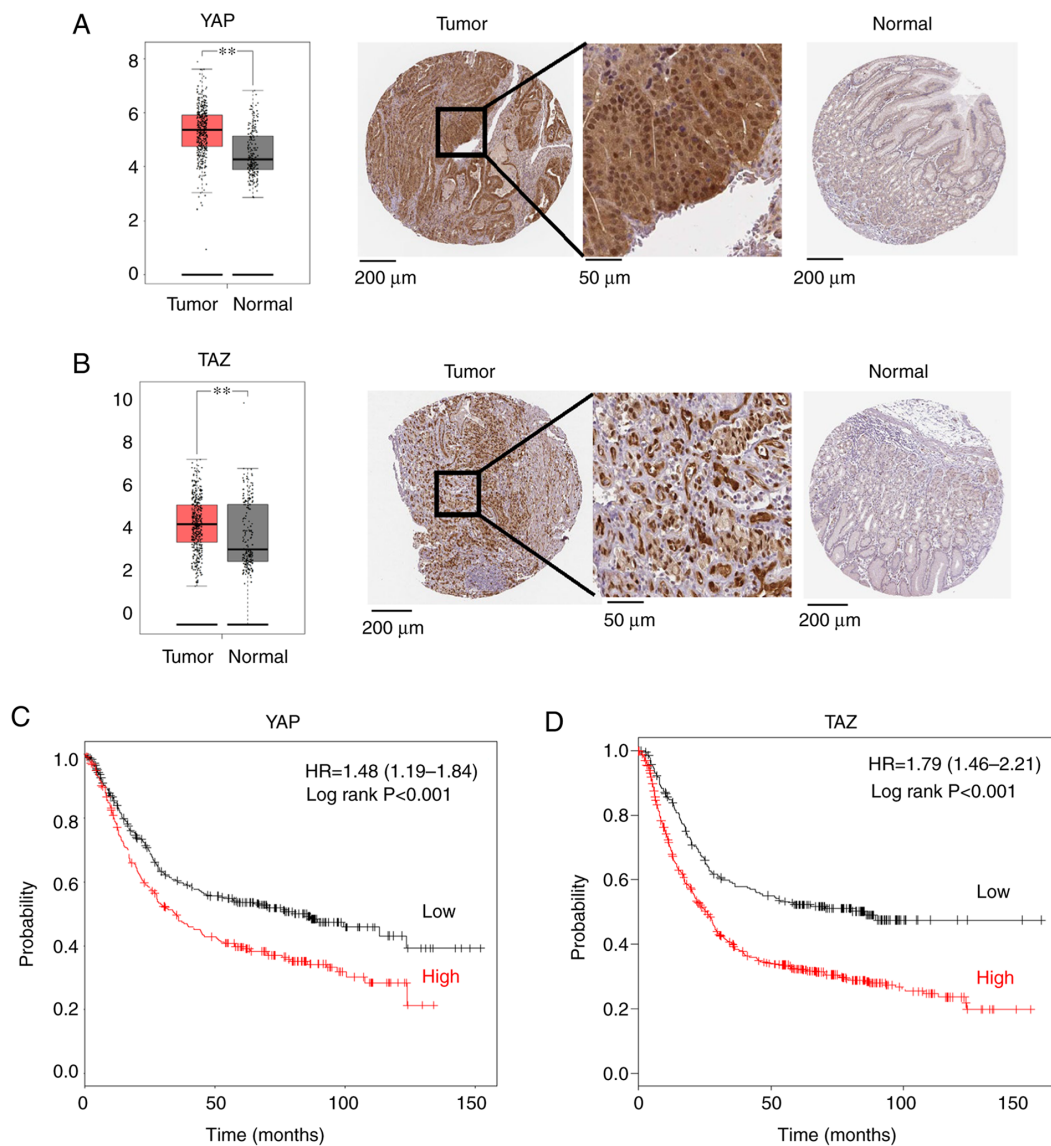 A
YAP
Tumor
Normal
**
8
6
4
2
0
Tumor Normal
200 µm
50 µm
200 µm
B
TAZ
Tumor
Normal
**
10
8
6
4
2
0
Tumor Normal
200 µm
50 µm
200 µm
C
YAP
HR=1.48 (1.19–1.84)
Log rank P<0.001
1.0
0.8
0.6
0.4
0.2
0.0
Probability
Low
High
0 50 100 150
Time (months)
D
TAZ
HR=1.79 (1.46–2.21)
Log rank P<0.001
1.0
0.8
0.6
0.4
0.2
0.0
Probability
Low
High
0 50 100 150
Time (months)